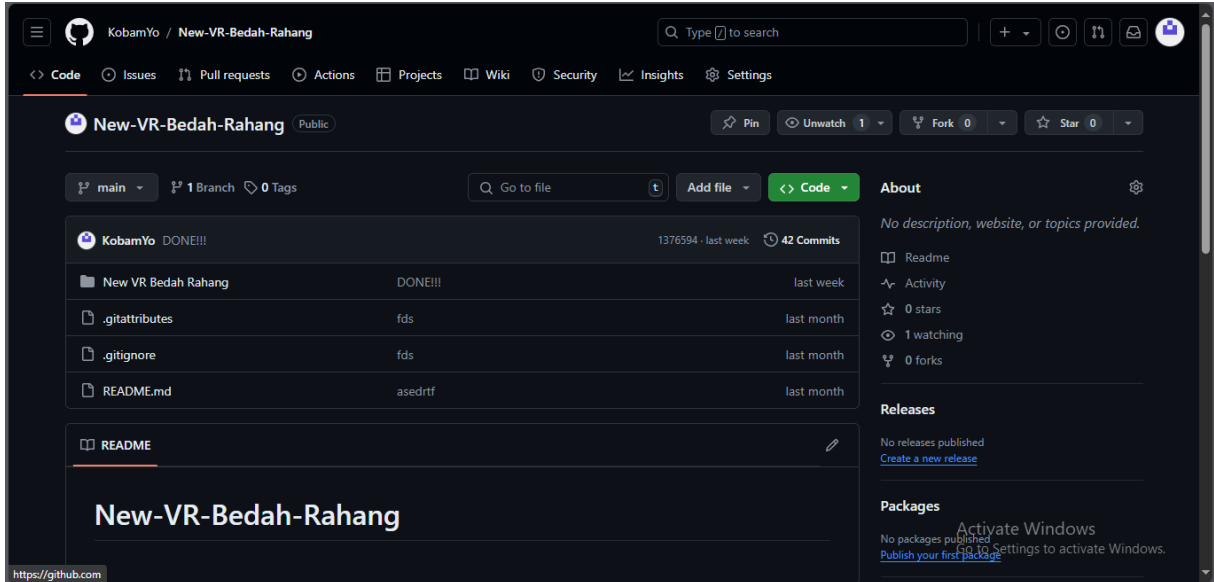 KobamYo / New-VR-Bedah-Rahang
Type / to search
Code Issues Pull requests Actions Projects Wiki Security Insights Settings
New-VR-Bedah-Rahang Public
Pin Unwatch 1 Fork 0 Star 0
main 1 Branch 0 Tags Go to file t Add file Code
KobamYo DONE!!! 1376594 · last week 42 Commits
New VR Bedah Rahang DONE!!! last week
.gitattributes fds last month
.gitignore fds last month
README.md asedrtf last month
README
New-VR-Bedah-Rahang
About
No description, website, or topics provided.
Readme
Activity
0 stars
1 watching
0 forks
Releases
No releases published
Create a new release
Packages
No packages published
Publish your first package
Activate Windows
Go to Settings to activate Windows.
https://github.com